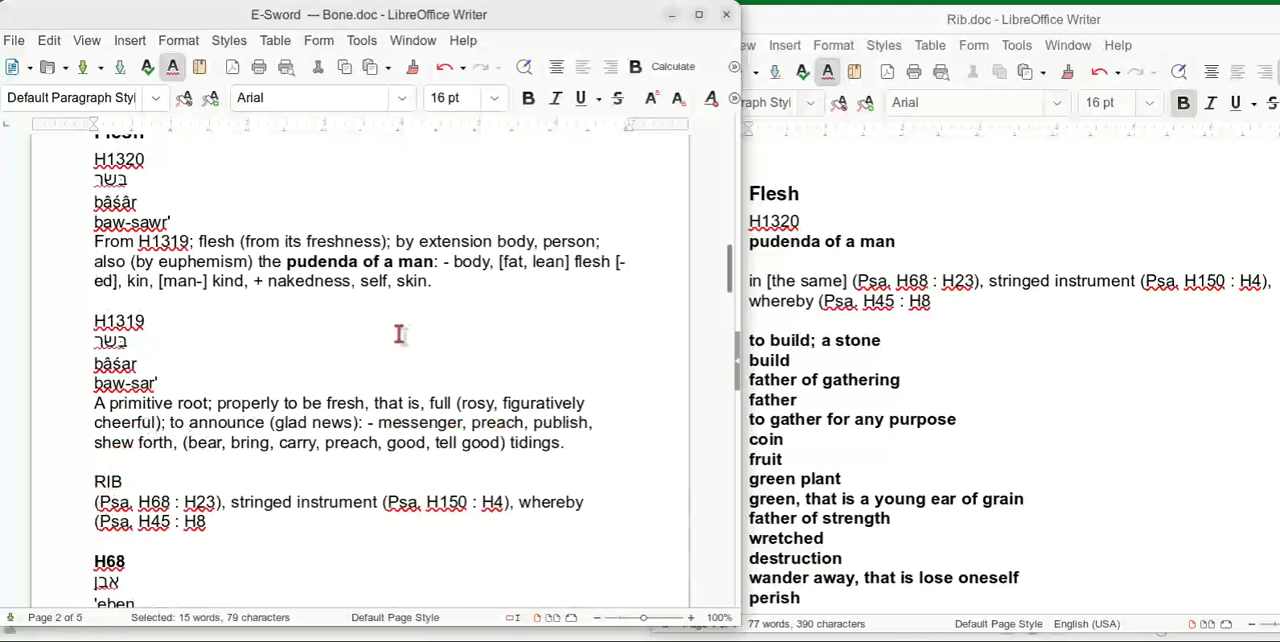 E-Sword --- Bone.doc - LibreOffice Writer
File Edit View Insert Format Styles Table Form Tools Window Help
B Calculate
Default Paragraph Styl Arial 16 pt B I U S A A A
Flesh
H1320
בּשׂר
bâśâr
baw-sawr'
From H1319; flesh (from its freshness); by extension body, person;
also (by euphemism) the pudenda of a man: - body, [fat, lean] flesh [-
ed], kin, [man-] kind, + nakedness, self, skin.
H1319
בּשׂר
bâśar
baw-sar'
A primitive root; properly to be fresh, that is, full (rosy, figuratively
cheerful); to announce (glad news): - messenger, preach, publish,
shew forth, (bear, bring, carry, preach, good, tell good) tidings.
RIB
(Psa, H68 : H23), stringed instrument (Psa, H150 : H4), whereby
(Psa, H45 : H8
H68
אבן
'eben
Page 2 of 5 Selected: 15 words, 79 characters Default Page Style 100%
Rib.doc - LibreOffice Writer
ew Insert Format Styles Table Form Tools Window Help
raph Styl Arial 16 pt B I U S
Flesh
H1320
pudenda of a man
in [the same] (Psa, H68 : H23), stringed instrument (Psa, H150 : H4),
whereby (Psa, H45 : H8
to build; a stone
build
father of gathering
father
to gather for any purpose
coin
fruit
green plant
green, that is a young ear of grain
father of strength
wretched
destruction
wander away, that is lose oneself
perish
77 words, 390 characters Default Page Style English (USA)